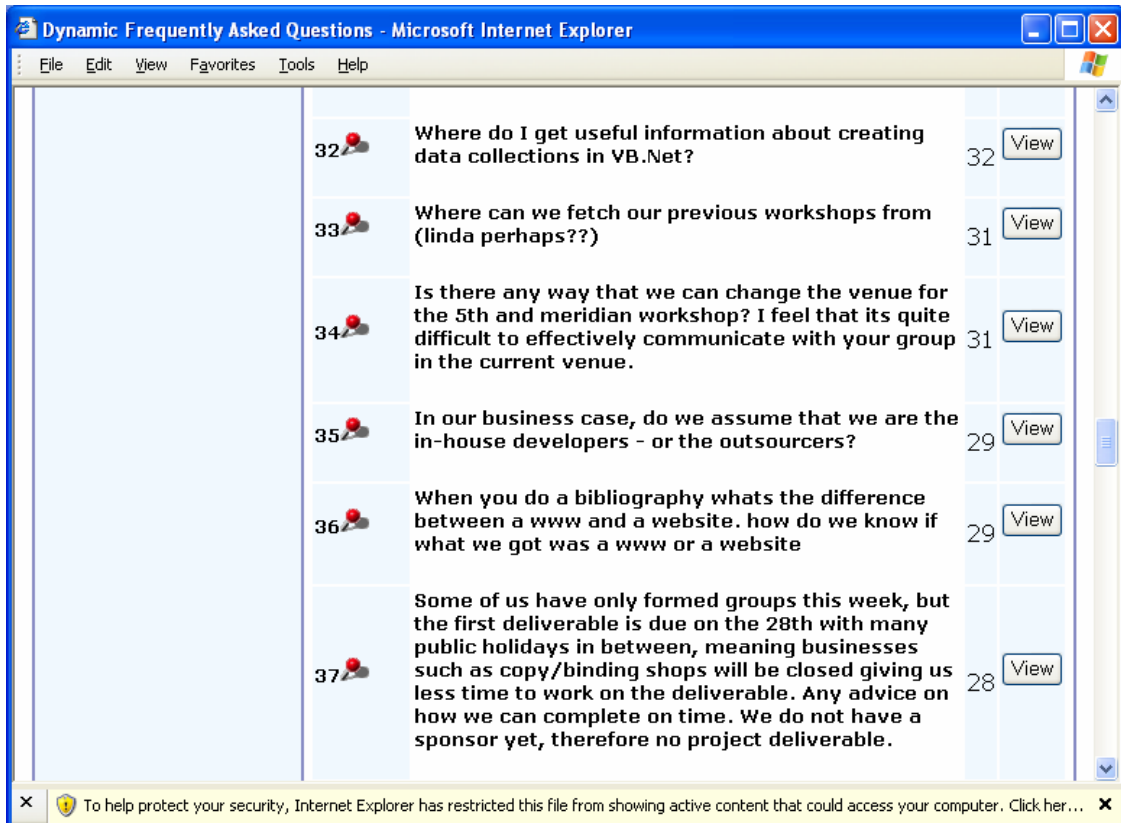 Dynamic Frequently Asked Questions - Microsoft Internet Explorer
File Edit View Favorites Tools Help
32 Where do I get useful information about creating
data collections in VB.Net?
32 View
33 Where can we fetch our previous workshops from
(linda perhaps??)
31 View
34 Is there any way that we can change the venue for
the 5th and meridian workshop? I feel that its quite
difficult to effectively communicate with your group
in the current venue.
31 View
35 In our business case, do we assume that we are the
in-house developers - or the outsourcers?
29 View
36 When you do a bibliography whats the difference
between a www and a website. how do we know if
what we got was a www or a website
29 View
37 Some of us have only formed groups this week, but
the first deliverable is due on the 28th with many
public holidays in between, meaning businesses
such as copy/binding shops will be closed giving us
less time to work on the deliverable. Any advice on
how we can complete on time. We do not have a
sponsor yet, therefore no project deliverable.
28 View
To help protect your security, Internet Explorer has restricted this file from showing active content that could access your computer. Click her...